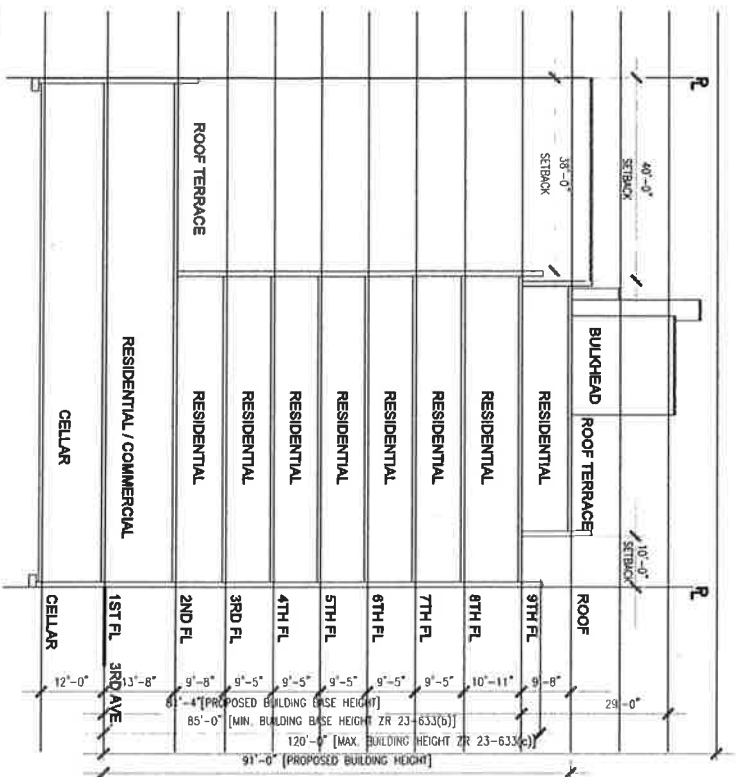 PL
40'-0"
SETBACK
38'-0"
SETBACK
ROOF TERRACE
BULKHEAD
ROOF TERRACE
10'-0"
SETBACK
PL
ROOF
RESIDENTIAL
9TH FL
9'-8"
RESIDENTIAL
8TH FL
10'-11"
RESIDENTIAL
7TH FL
9'-5"
RESIDENTIAL
6TH FL
9'-5"
RESIDENTIAL
5TH FL
9'-5"
RESIDENTIAL
4TH FL
9'-5"
RESIDENTIAL
3RD FL
9'-5"
RESIDENTIAL
2ND FL
9'-8"
RESIDENTIAL / COMMERCIAL
1ST FL
3RD AVE.
13'-8"
CELLAR
CELLAR
12'-0"
29'-0"
81'-4" [PROPOSED BUILDING BASE HEIGHT]
85'-0" [MIN. BUILDING BASE HEIGHT ZR 23-633(b)]
120'-0" [MAX. BUILDING HEIGHT ZR 23-633(c)]
91'-0" [PROPOSED BUILDING HEIGHT]